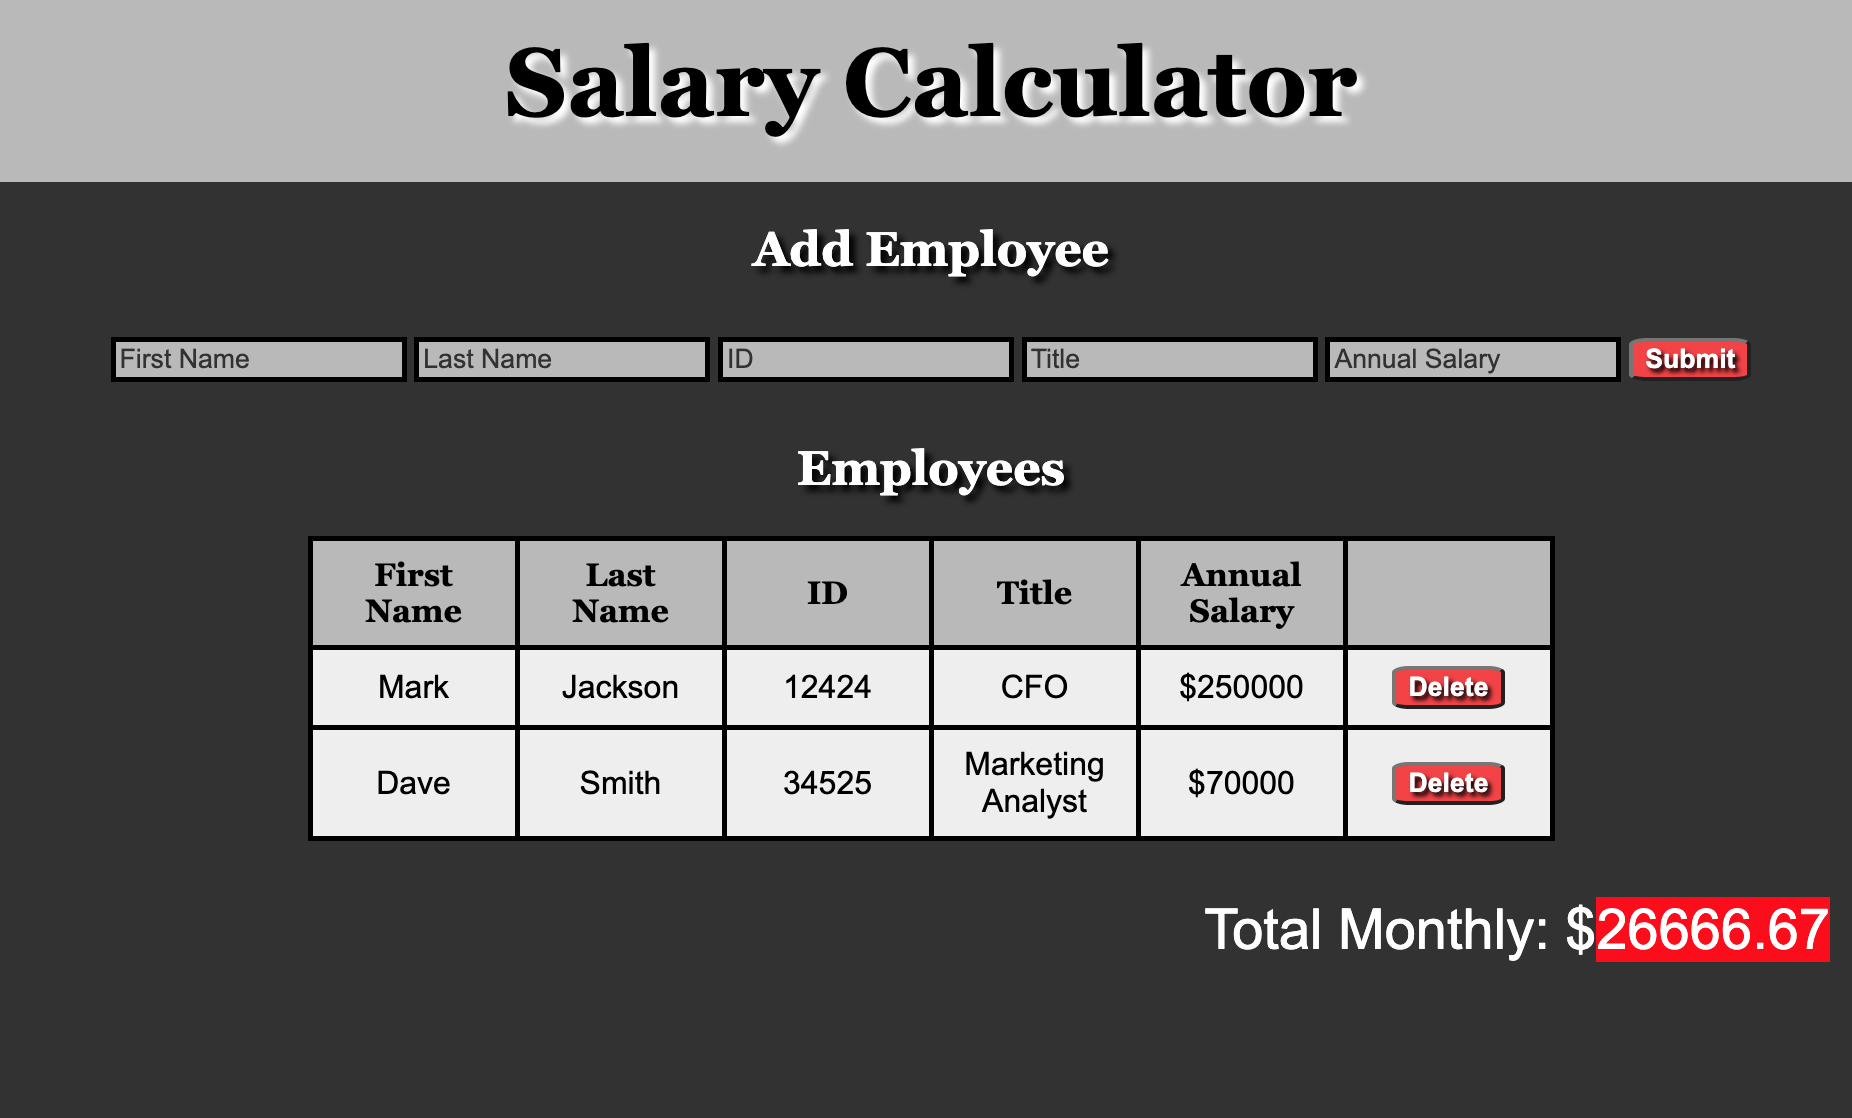 Salary Calculator
Add Employee
First Name Last Name ID Title Annual Salary Submit
Employees
First Name Last Name ID Title Annual Salary
Mark Jackson 12424 CFO $250000 Delete
Dave Smith 34525 Marketing Analyst $70000 Delete
Total Monthly: $26666.67